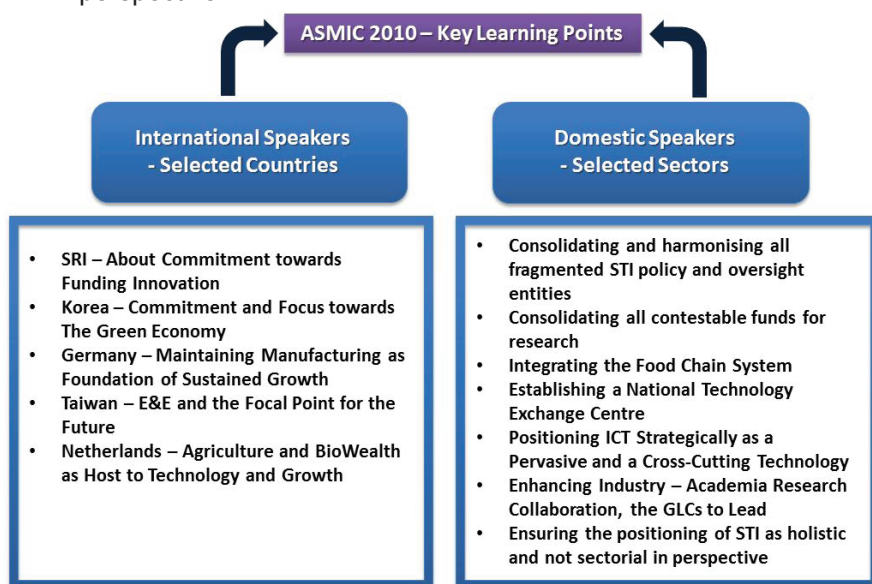 ASMIC 2010 – Key Learning Points
International Speakers
- Selected Countries
• SRI – About Commitment towards
Funding Innovation
• Korea – Commitment and Focus towards
The Green Economy
• Germany – Maintaining Manufacturing as
Foundation of Sustained Growth
• Taiwan – E&E and the Focal Point for the
Future
• Netherlands – Agriculture and BioWealth
as Host to Technology and Growth
Domestic Speakers
- Selected Sectors
• Consolidating and harmonising all
fragmented STI policy and oversight
entities
• Consolidating all contestable funds for
research
• Integrating the Food Chain System
• Establishing a National Technology
Exchange Centre
• Positioning ICT Strategically as a
Pervasive and a Cross-Cutting Technology
• Enhancing Industry – Academia Research
Collaboration, the GLCs to Lead
• Ensuring the positioning of STI as holistic
and not sectorial in perspective